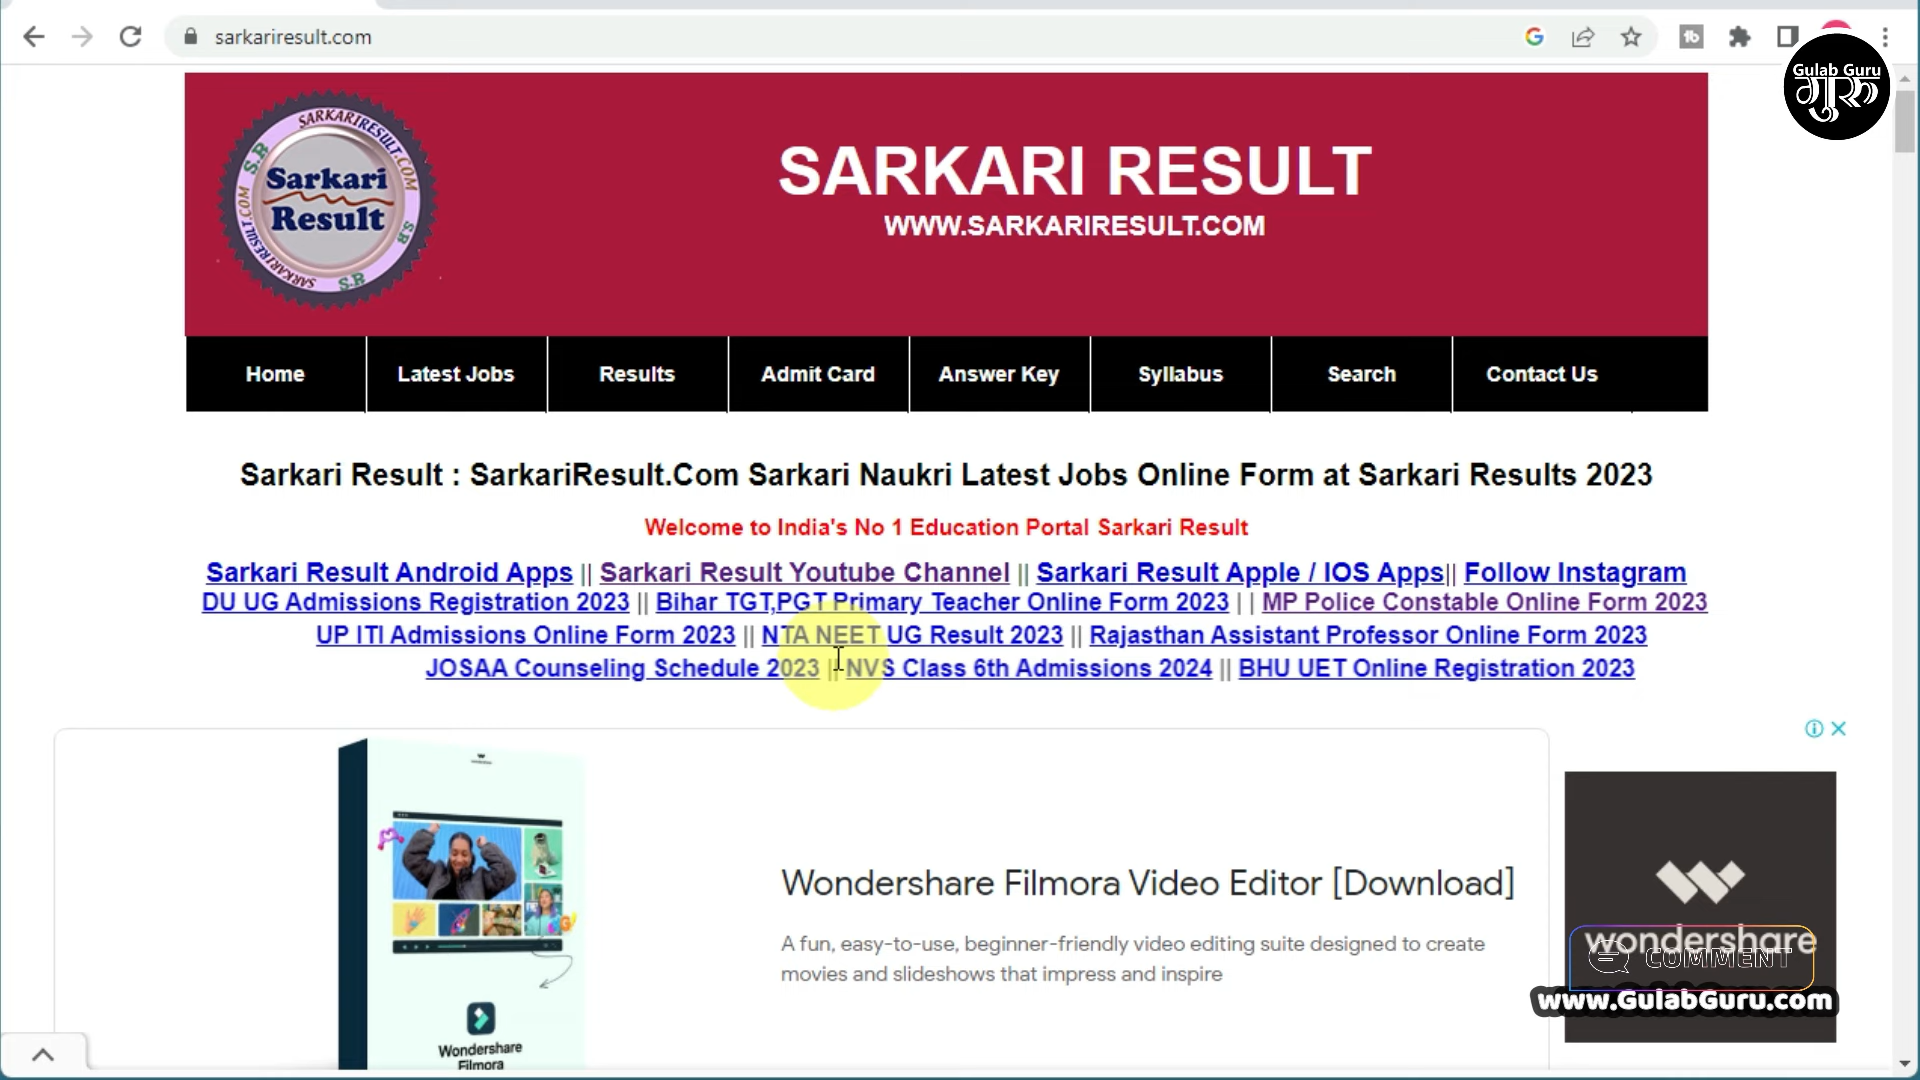 sarkariresult.com
Gulab Guru
गुरु
SARKARIRESULT.COM
S.R
Sarkari
Result
SARKARIRESULT.COM
S.R
SARKARI RESULT
WWW.SARKARIRESULT.COM
Home Latest Jobs Results Admit Card Answer Key Syllabus Search Contact Us
Sarkari Result : SarkariResult.Com Sarkari Naukri Latest Jobs Online Form at Sarkari Results 2023
Welcome to India's No 1 Education Portal Sarkari Result
Sarkari Result Android Apps || Sarkari Result Youtube Channel || Sarkari Result Apple / IOS Apps|| Follow Instagram
DU UG Admissions Registration 2023 || Bihar TGT,PGT Primary Teacher Online Form 2023 | | MP Police Constable Online Form 2023
UP ITI Admissions Online Form 2023 || NTA NEET UG Result 2023 || Rajasthan Assistant Professor Online Form 2023
JOSAA Counseling Schedule 2023 || NVS Class 6th Admissions 2024 || BHU UET Online Registration 2023
Wondershare Filmora Video Editor [Download]
A fun, easy-to-use, beginner-friendly video editing suite designed to create
movies and slideshows that impress and inspire
Wondershare
Filmora
wondershare
COMMENT
www.GulabGuru.com